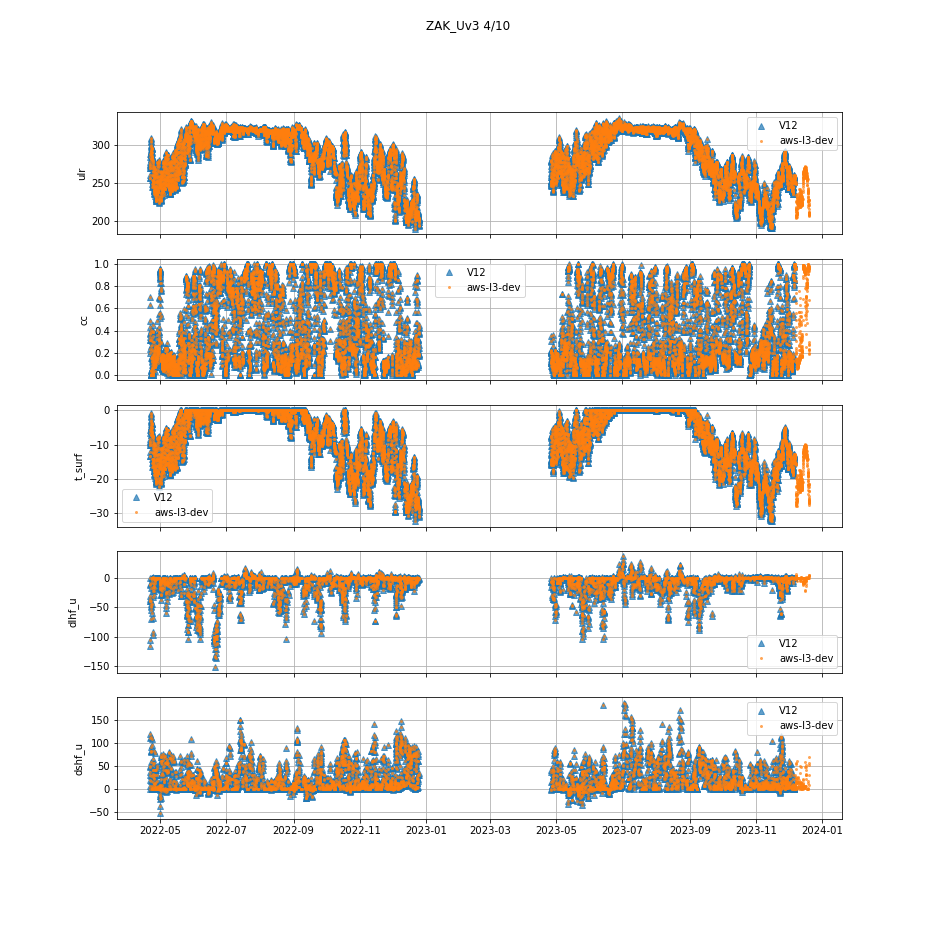 ZAK_Uv3 4/10
300
250
200
ulr
V12
aws-l3-dev
1.0
0.8
0.6
0.4
0.2
0.0
cc
V12
aws-l3-dev
0
−10
−20
−30
t_surf
V12
aws-l3-dev
0
−50
−100
−150
dlhf_u
V12
aws-l3-dev
150
100
50
0
−50
dshf_u
V12
aws-l3-dev
2022-05 2022-07 2022-09 2022-11 2023-01 2023-03 2023-05 2023-07 2023-09 2023-11 2024-01